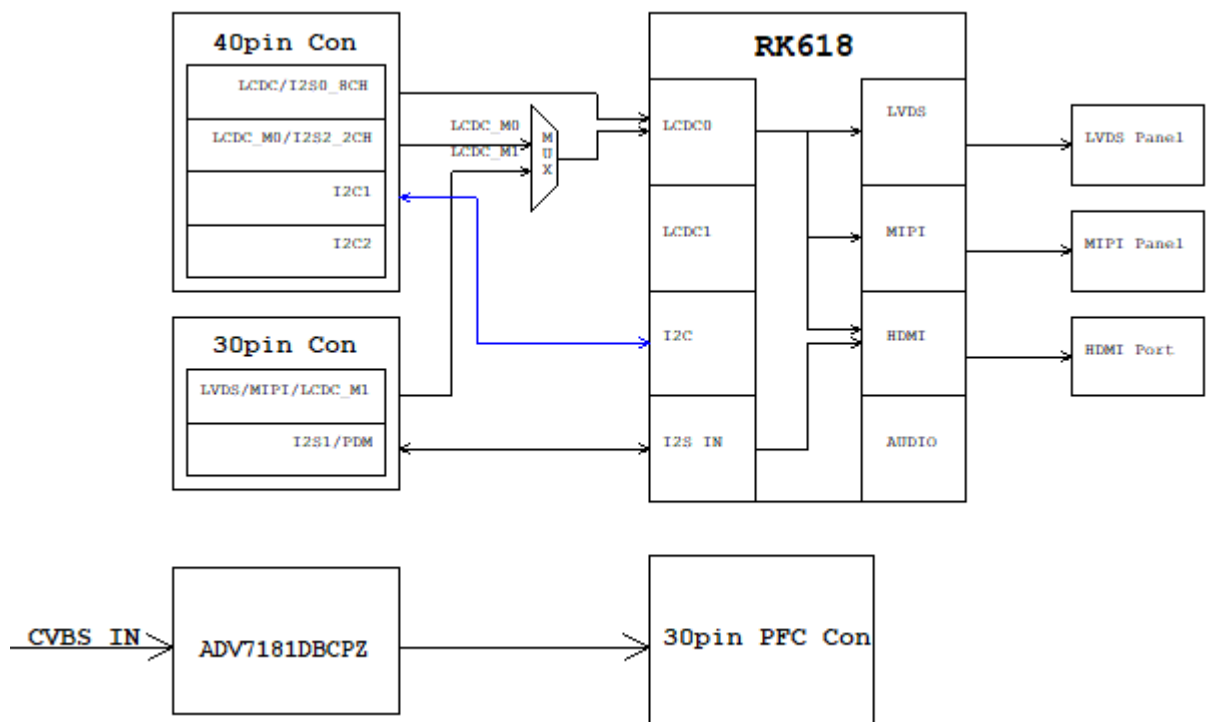 40pin Con
LCDC/I2S0_8CH
LCDC_M0/I2S2_2CH
I2C1
I2C2
30pin Con
LVDS/MIPI/LCDC_M1
I2S1/PDM
LCDC_M0
LCDC_M1
M
U
X
RK618
LCDC0
LCDC1
I2C
I2S IN
LVDS
MIPI
HDMI
AUDIO
LVDS Panel
MIPI Panel
HDMI Port
CVBS IN
ADV7181DBCPZ
30pin PFC Con